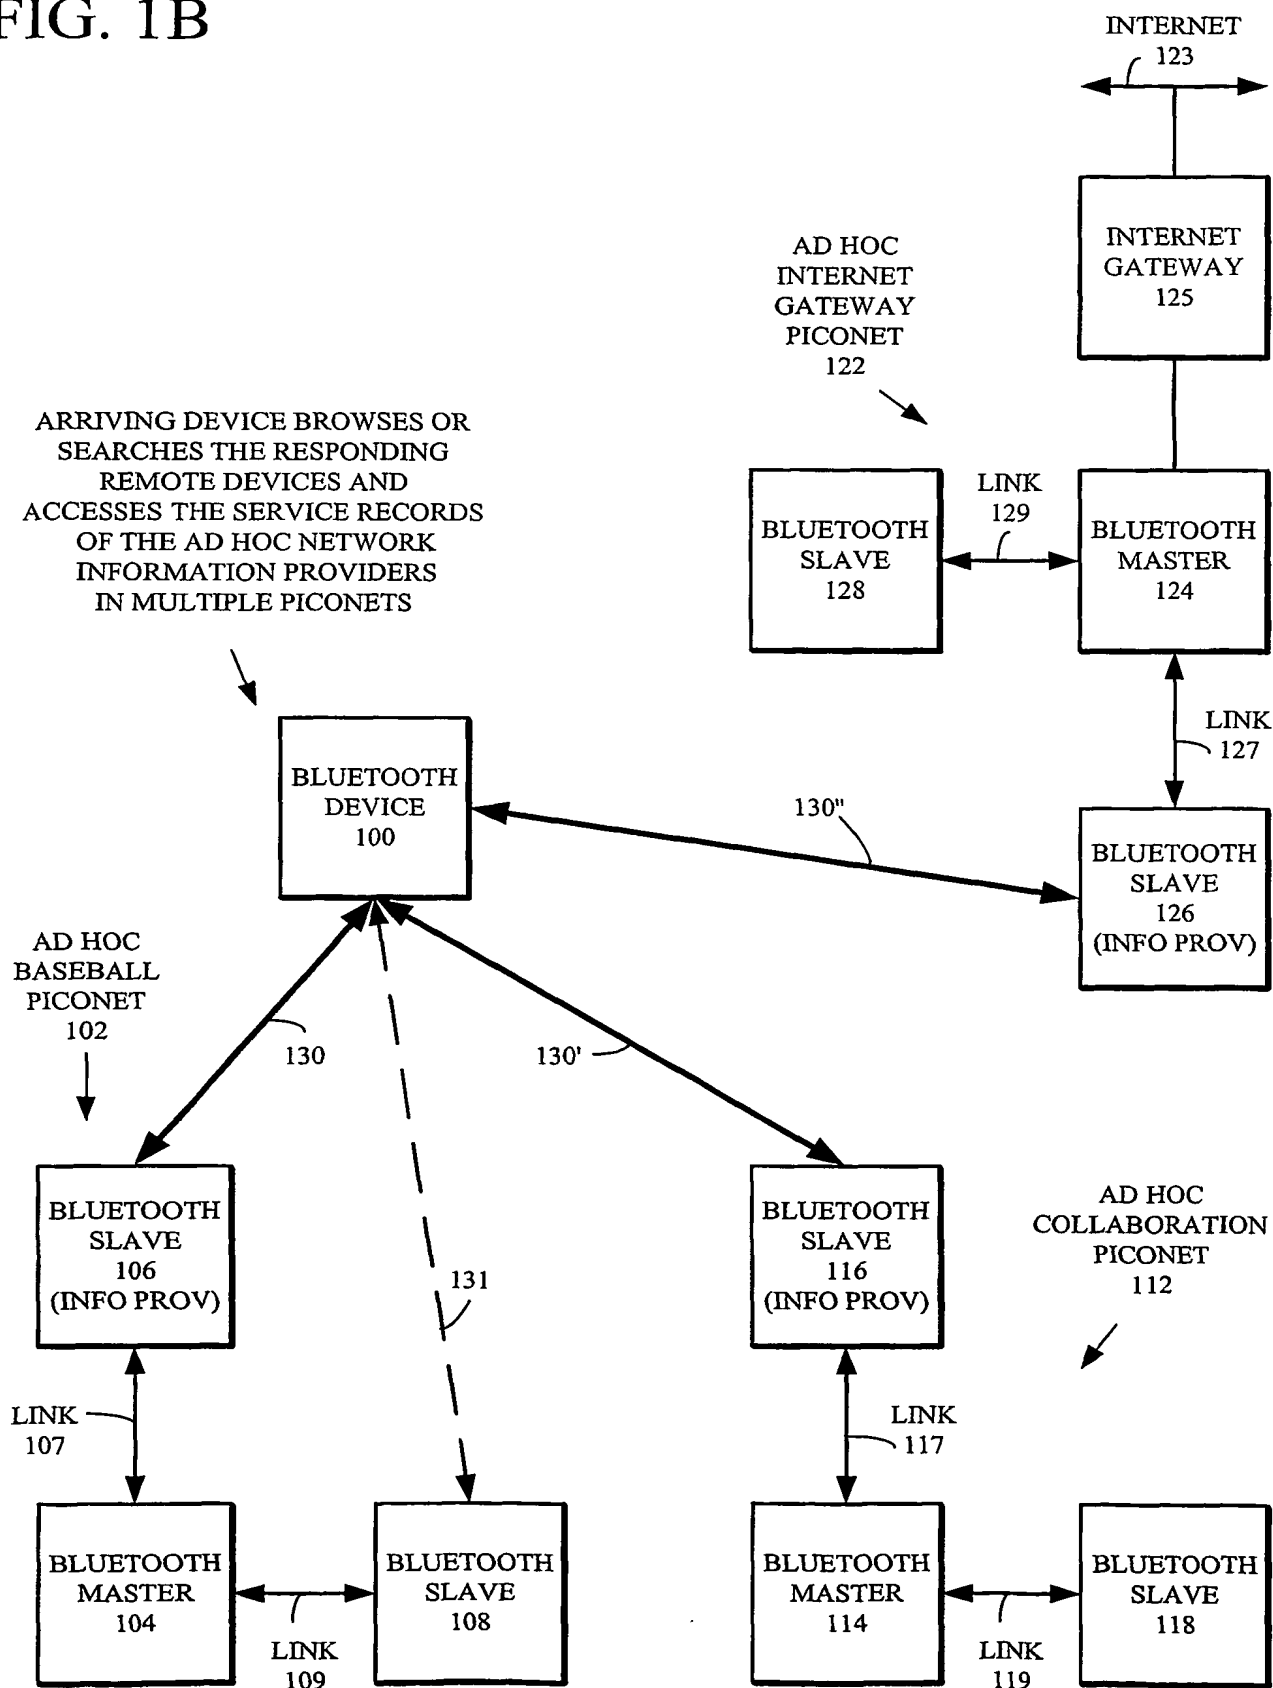 FIG. 1B
INTERNET
123
INTERNET
GATEWAY
125
AD HOC
INTERNET
GATEWAY
PICONET
122
ARRIVING DEVICE BROWSES OR
SEARCHES THE RESPONDING
REMOTE DEVICES AND
ACCESSES THE SERVICE RECORDS
OF THE AD HOC NETWORK
INFORMATION PROVIDERS
IN MULTIPLE PICONETS
BLUETOOTH
SLAVE
128
LINK
129
BLUETOOTH
MASTER
124
LINK
127
BLUETOOTH
DEVICE
100
130"
BLUETOOTH
SLAVE
126
(INFO PROV)
AD HOC
BASEBALL
PICONET
102
130
130'
BLUETOOTH
SLAVE
106
(INFO PROV)
131
BLUETOOTH
SLAVE
116
(INFO PROV)
AD HOC
COLLABORATION
PICONET
112
LINK
107
LINK
117
BLUETOOTH
MASTER
104
LINK
109
BLUETOOTH
SLAVE
108
BLUETOOTH
MASTER
114
LINK
119
BLUETOOTH
SLAVE
118